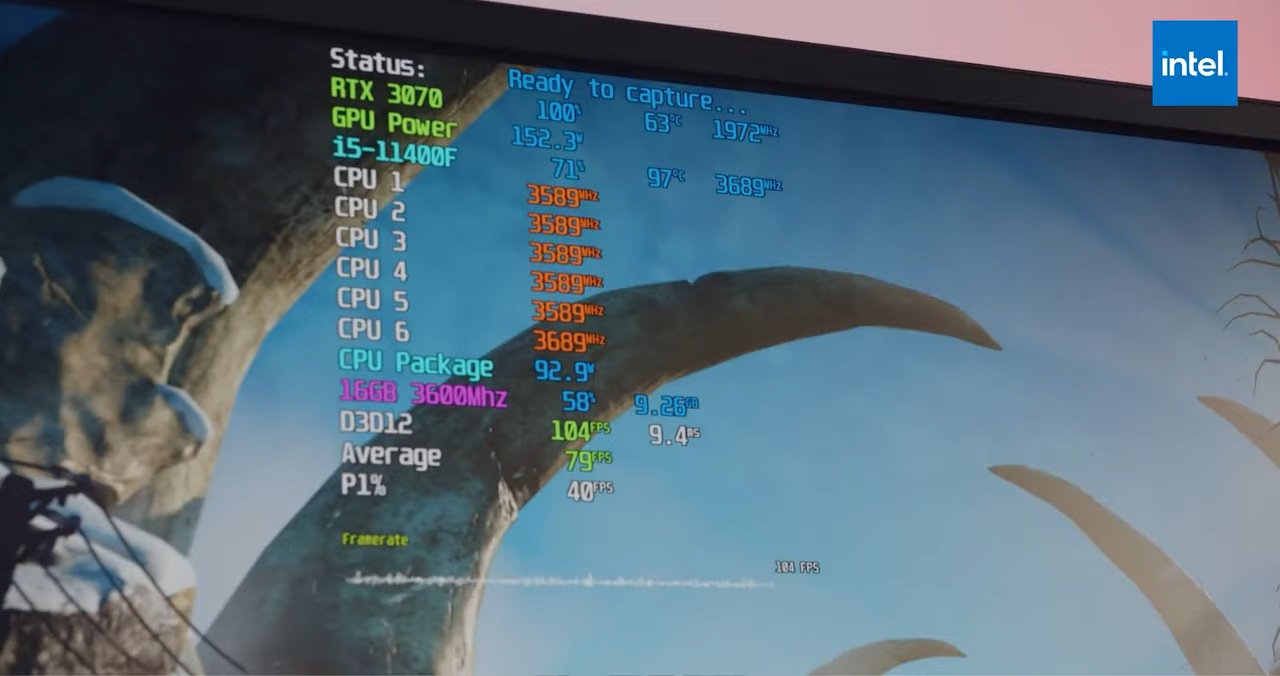 intel.
Status: Ready to capture...
RTX 3070 100% 63°C 1972MHz
GPU Power 152.3W
i5-11400F 71% 97°C 3689MHz
CPU 1 3589MHz
CPU 2 3589MHz
CPU 3 3589MHz
CPU 4 3589MHz
CPU 5 3589MHz
CPU 6 3689MHz
CPU Package 92.9W
16GB 3600Mhz 58% 9.26GB
D3D12 104FPS 9.4ms
Average 79FPS
P1% 40FPS
Framerate
104 FPS